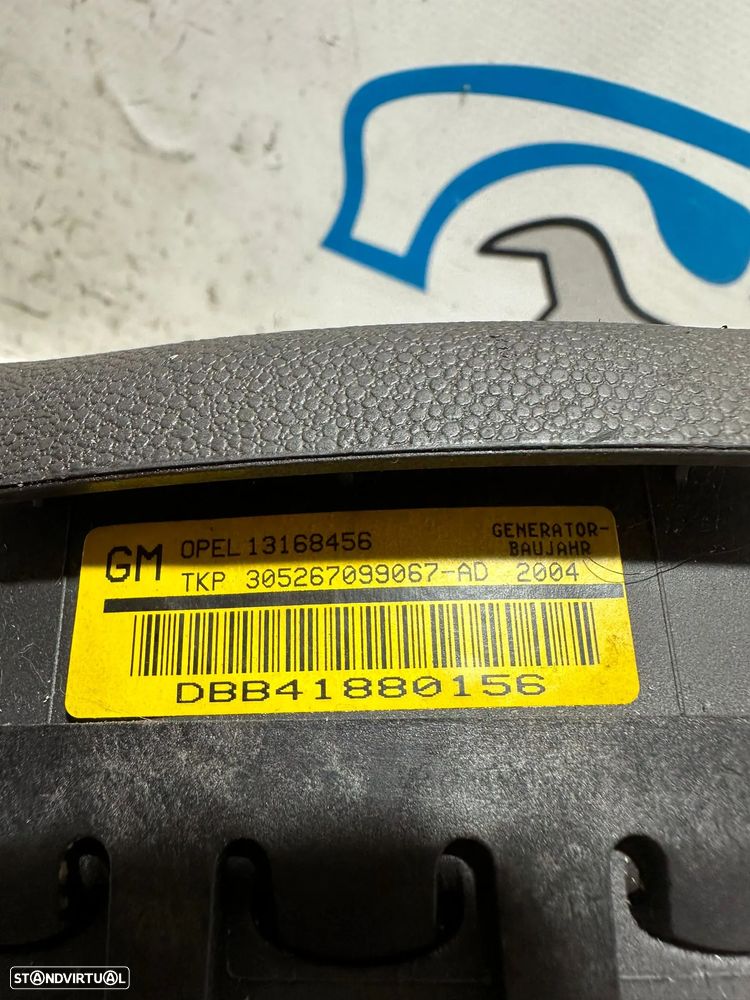 GM OPEL 13168456 GENERATOR-
BAUJAHR
TKP 305267099067-AD 2004
DBB41880156
STANDVIRTUAL